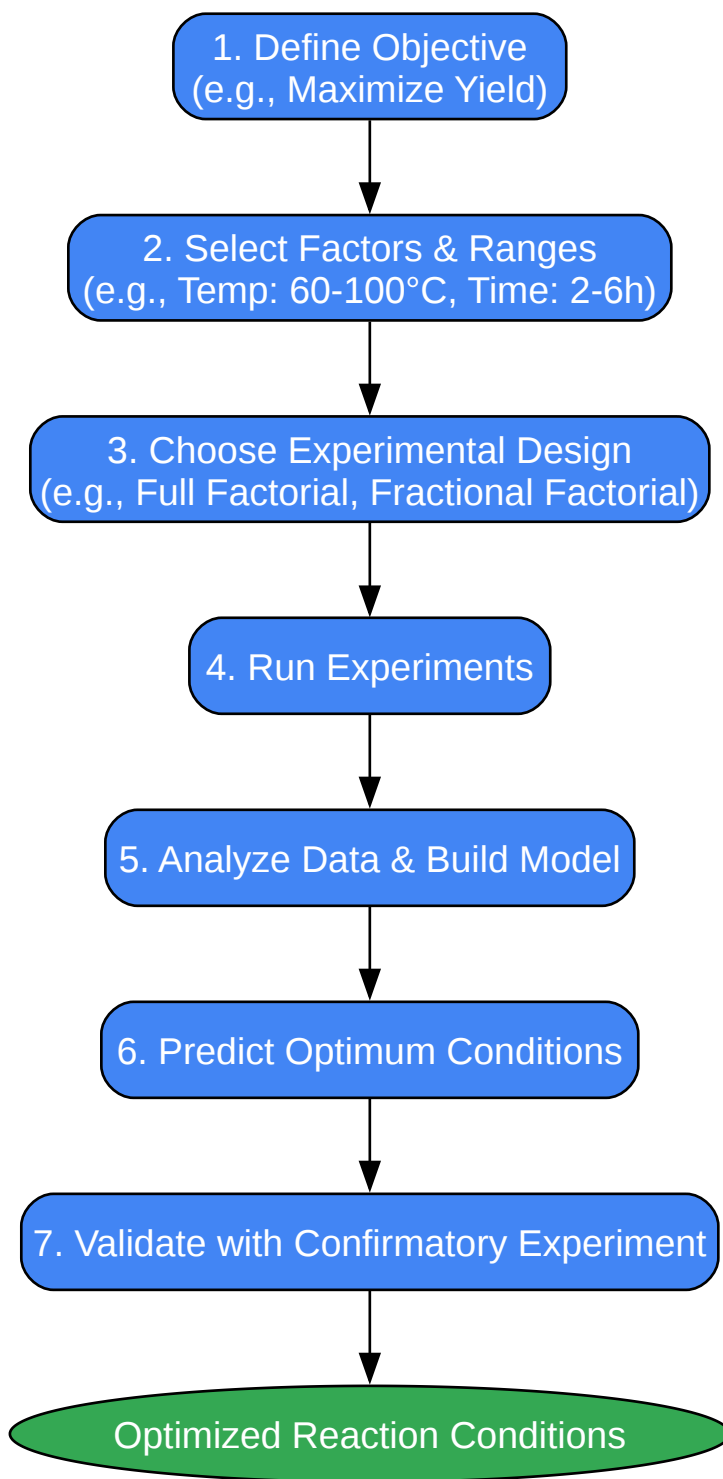 1. Define Objective
(e.g., Maximize Yield)
2. Select Factors & Ranges
(e.g., Temp: 60-100°C, Time: 2-6h)
3. Choose Experimental Design
(e.g., Full Factorial, Fractional Factorial)
4. Run Experiments
5. Analyze Data & Build Model
6. Predict Optimum Conditions
7. Validate with Confirmatory Experiment
Optimized Reaction Conditions